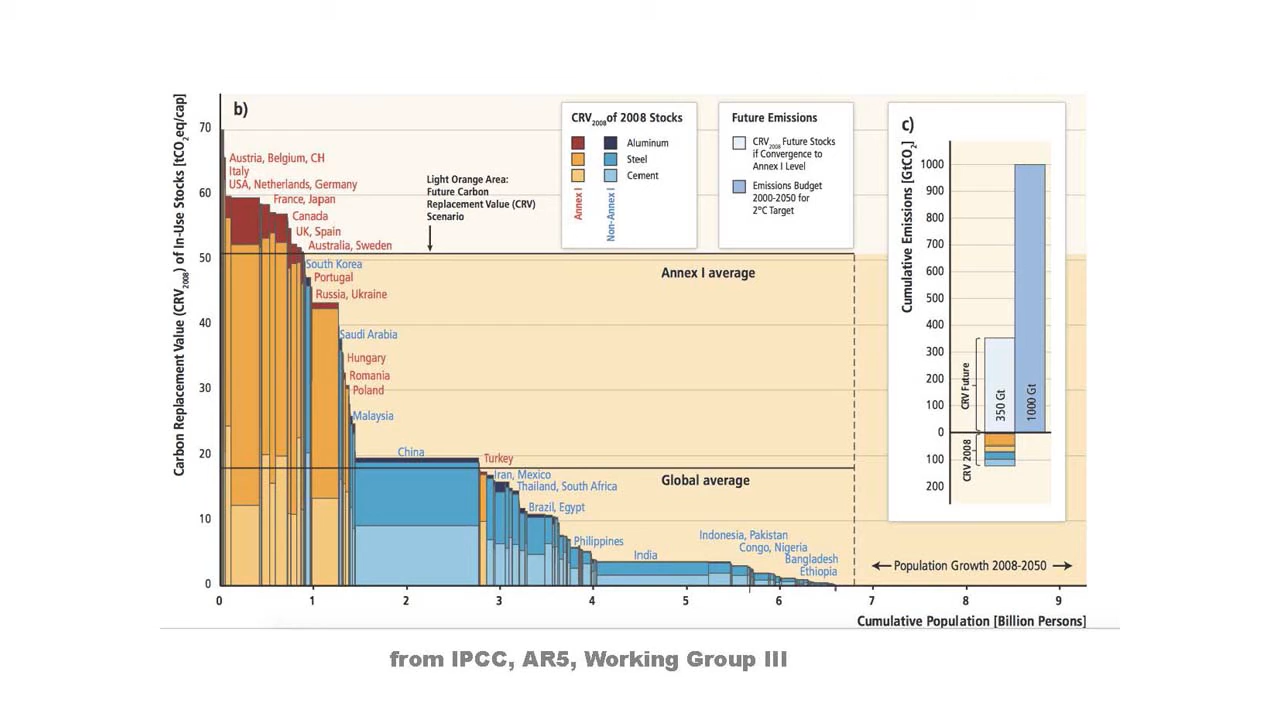 b)
Carbon Replacement Value (CRV2008) of In-Use Stocks [tCO2eq/cap]
70
60
50
40
30
20
10
0
Austria, Belgium, CH
Italy
USA, Netherlands, Germany
France, Japan
Canada
UK, Spain
Australia, Sweden
South Korea
Portugal
Russia, Ukraine
Saudi Arabia
Hungary
Romania
Poland
Malaysia
China
Turkey
Iran, Mexico
Thailand, South Africa
Brazil, Egypt
Philippines
India
Indonesia, Pakistan
Congo, Nigeria
Bangladesh
Ethiopia
Light Orange Area:
Future Carbon
Replacement Value (CRV)
Scenario
CRV2008 of 2008 Stocks
Aluminum
Steel
Cement
Annex I
Non-Annex I
Future Emissions
CRV2008 Future Stocks
if Convergence to
Annex I Level
Emissions Budget
2000-2050 for
2°C Target
Annex I average
Global average
Population Growth 2008-2050
0 1 2 3 4 5 6 7 8 9
Cumulative Population [Billion Persons]
c)
Cumulative Emissions [GtCO2]
1000
900
800
700
600
500
400
300
200
100
0
100
200
CRV Future
CRV 2008
350 Gt
1000 Gt
from IPCC, AR5, Working Group III